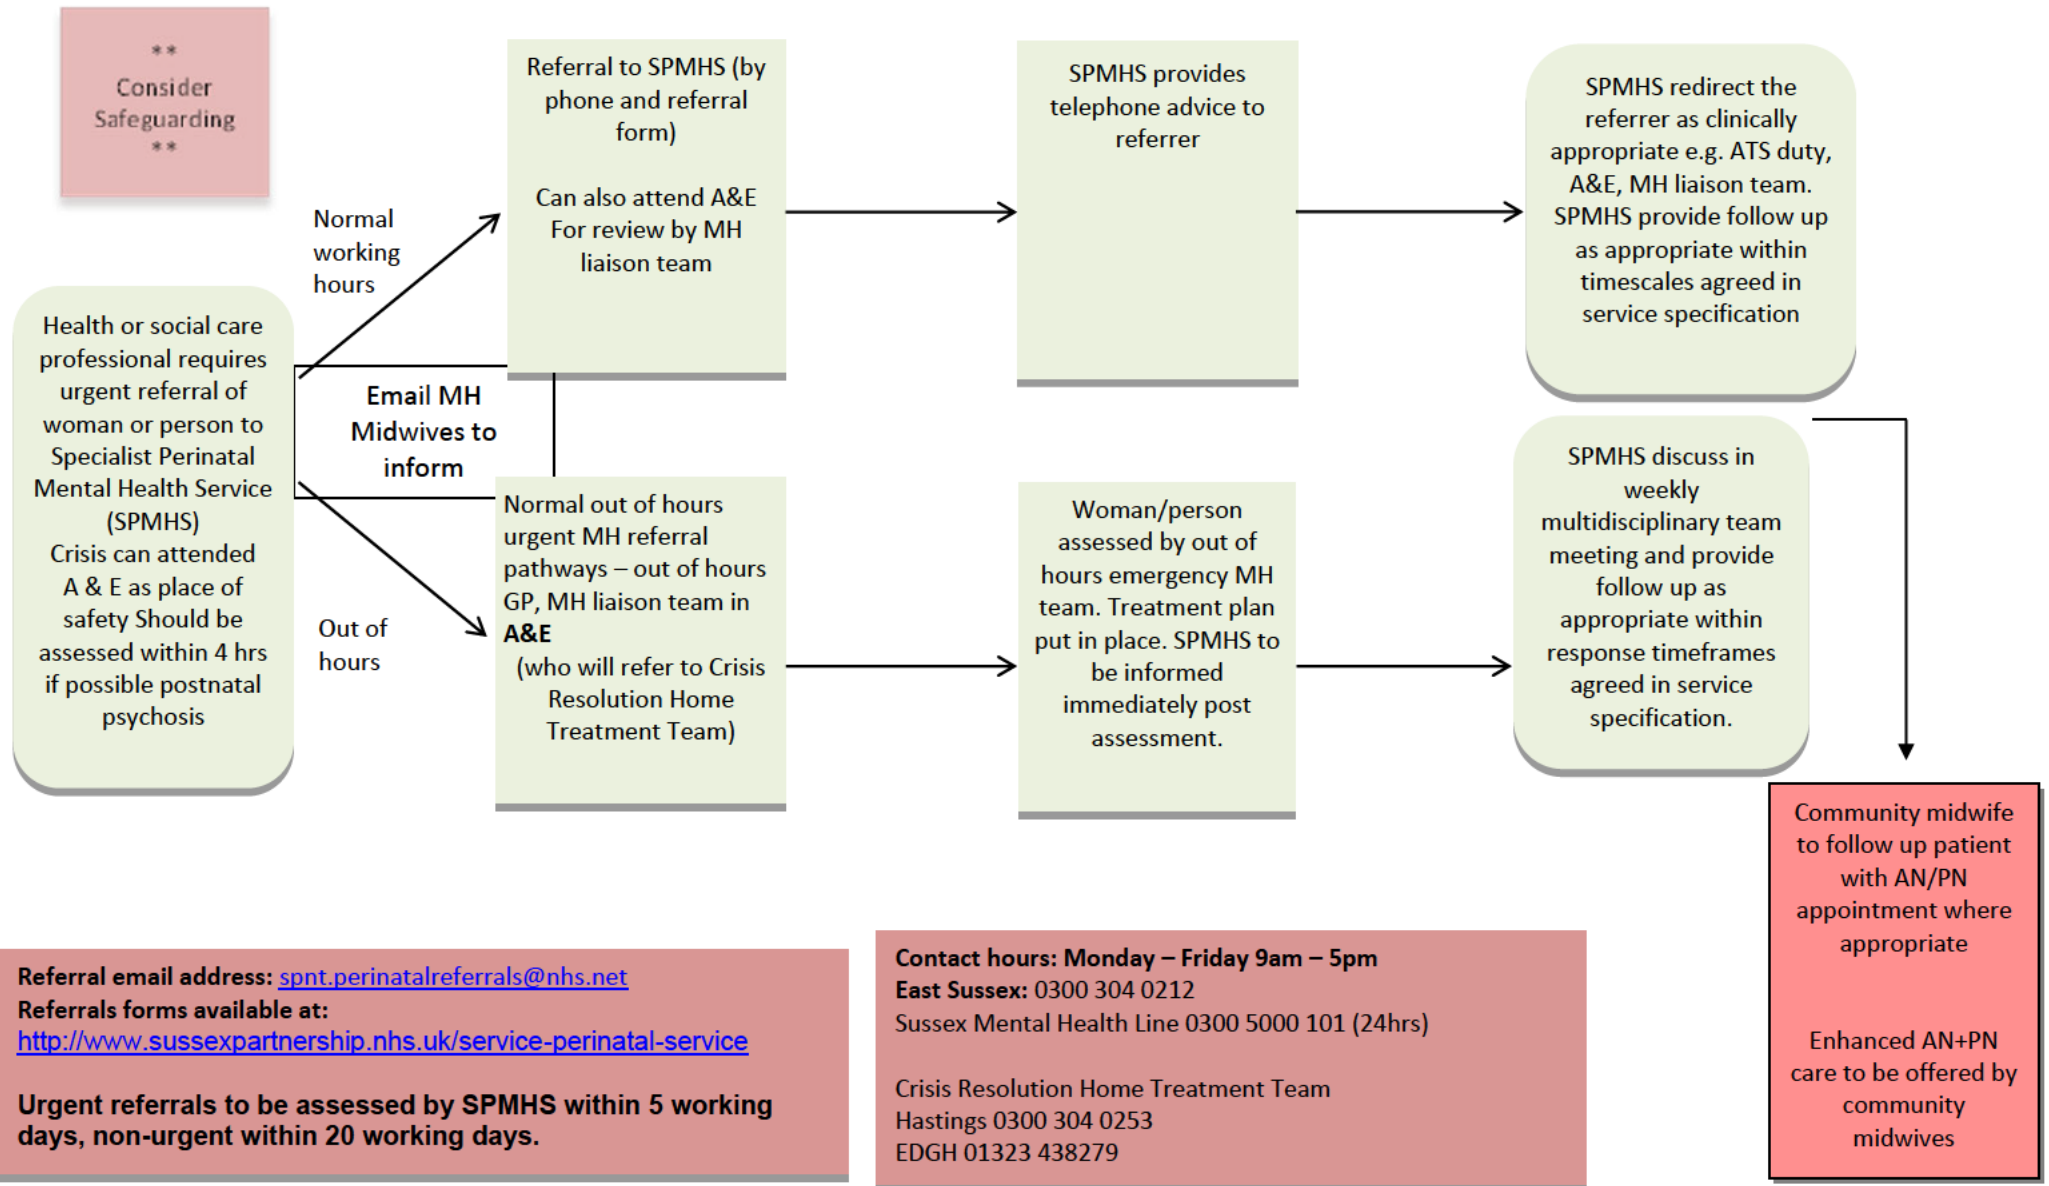 **
Consider
Safeguarding
**
Health or social care
professional requires
urgent referral of
woman or person to
Specialist Perinatal
Mental Health Service
(SPMHS)
Crisis can attended
A & E as place of
safety Should be
assessed within 4 hrs
if possible postnatal
psychosis
Normal
working
hours
Email MH
Midwives to
inform
Out of
hours
Referral to SPMHS (by
phone and referral
form)
Can also attend A&E
For review by MH
liaison team
SPMHS provides
telephone advice to
referrer
SPMHS redirect the
referrer as clinically
appropriate e.g. ATS duty,
A&E, MH liaison team.
SPMHS provide follow up
as appropriate within
timescales agreed in
service specification
Normal out of hours
urgent MH referral
pathways – out of hours
GP, MH liaison team in
A&E
(who will refer to Crisis
Resolution Home
Treatment Team)
Woman/person
assessed by out of
hours emergency MH
team. Treatment plan
put in place. SPMHS to
be informed
immediately post
assessment.
SPMHS discuss in
weekly
multidisciplinary team
meeting and provide
follow up as
appropriate within
response timeframes
agreed in service
specification.
Community midwife
to follow up patient
with AN/PN
appointment where
appropriate
Enhanced AN+PN
care to be offered by
community
midwives
Referral email address: spnt.perinatalreferrals@nhs.net
Referrals forms available at:
http://www.sussexpartnership.nhs.uk/service-perinatal-service
Urgent referrals to be assessed by SPMHS within 5 working
days, non-urgent within 20 working days.
Contact hours: Monday – Friday 9am – 5pm
East Sussex: 0300 304 0212
Sussex Mental Health Line 0300 5000 101 (24hrs)
Crisis Resolution Home Treatment Team
Hastings 0300 304 0253
EDGH 01323 438279